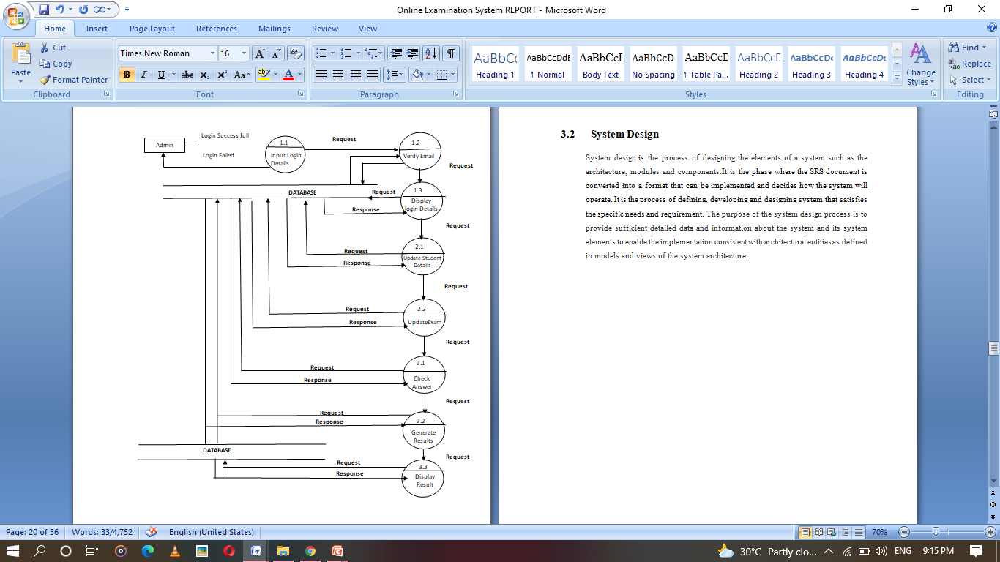 Online Examination System REPORT - Microsoft Word
Home Insert Page Layout References Mailings Review View
Paste
Cut
Copy
Format Painter
Clipboard
Times New Roman 16
B I U abc x₂ x² Aa ab A
Font
Paragraph
AaBbCc AaBbCcDdE AaBbCcI AaBbCcD AaBbCcL AaBbCcD AaBbCcDc AaBbCcDc
Heading 1 ¶ Normal Body Text No Spacing ¶ Table Pa... Heading 2 Heading 3 Heading 4
Styles
Change Styles
Find
Replace
Select
Editing
Admin
Login Success full
Login Failed
1.1
Input Login
Details
Request
1.2
Verify Email
Request
DATABASE
Request
Response
1.3
Display
login Details
Request
Request
Response
2.1
Update Student
Details
Request
Request
Response
2.2
UpdateExam
Request
Request
Response
3.1
Check
Answer
Request
Request
Response
3.2
Generate
Results
Request
DATABASE
Request
Response
3.3
Display
Result
3.2 System Design
System design is the process of designing the elements of a system such as the
architecture, modules and components.It is the phase where the SRS document is
converted into a format that can be implemented and decides how the system will
operate. It is the process of defining, developing and designing system that satisfies
the specific needs and requirement. The purpose of the system design process is to
provide sufficient detailed data and information about the system and its system
elements to enable the implementation consistent with architectural entities as defined
in models and views of the system architecture.
Page: 20 of 36 Words: 33/4,752 English (United States) 70%
30°C Partly clo... ENG 9:15 PM